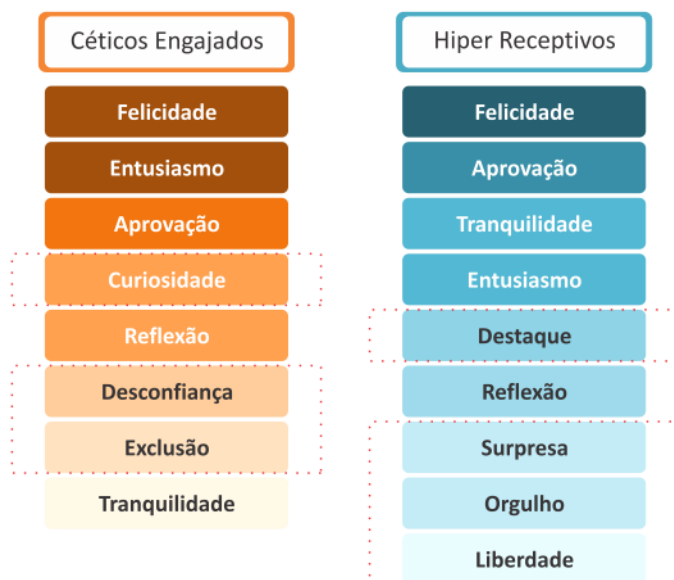 Céticos Engajados
Felicidade
Entusiasmo
Aprovação
Curiosidade
Reflexão
Desconfiança
Exclusão
Tranquilidade
Hiper Receptivos
Felicidade
Aprovação
Tranquilidade
Entusiasmo
Destaque
Reflexão
Surpresa
Orgulho
Liberdade